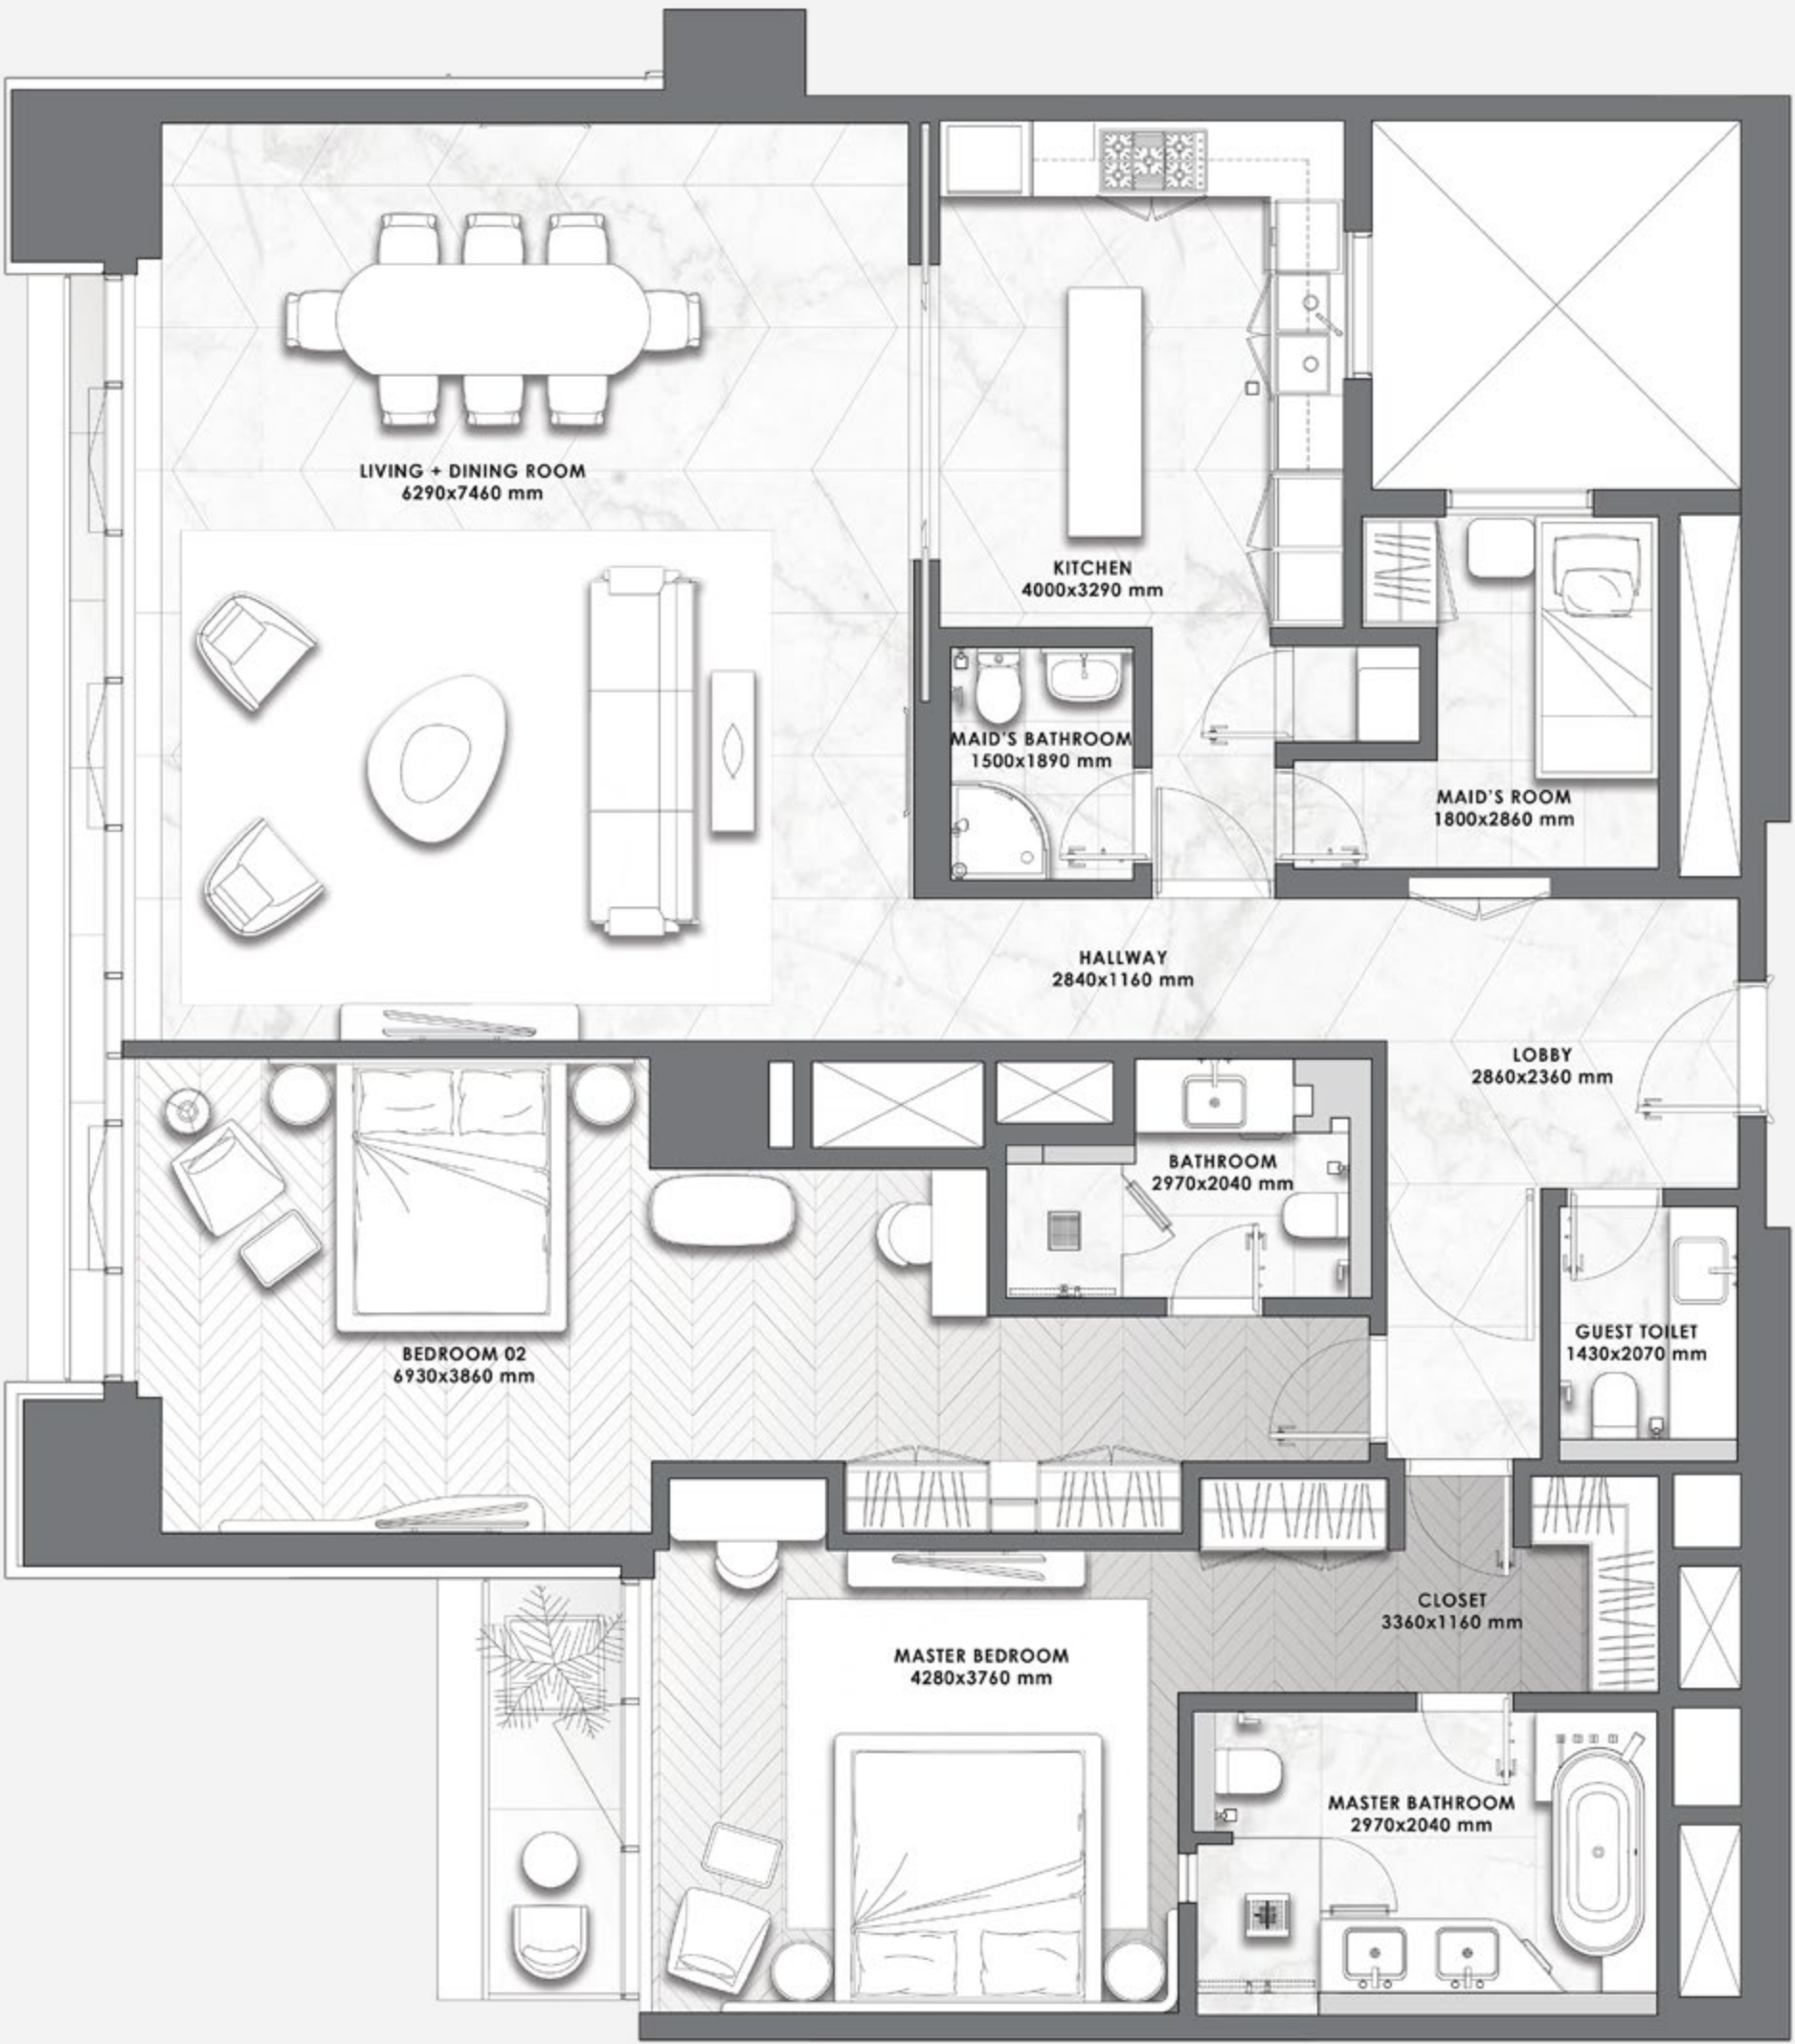 LIVING + DINING ROOM
6290x7460 mm
KITCHEN
4000x3290 mm
MAID'S BATHROOM
1500x1890 mm
MAID'S ROOM
1800x2860 mm
HALLWAY
2840x1160 mm
LOBBY
2860x2360 mm
BATHROOM
2970x2040 mm
GUEST TOILET
1430x2070 mm
BEDROOM 02
6930x3860 mm
CLOSET
3360x1160 mm
MASTER BEDROOM
4280x3760 mm
MASTER BATHROOM
2970x2040 mm